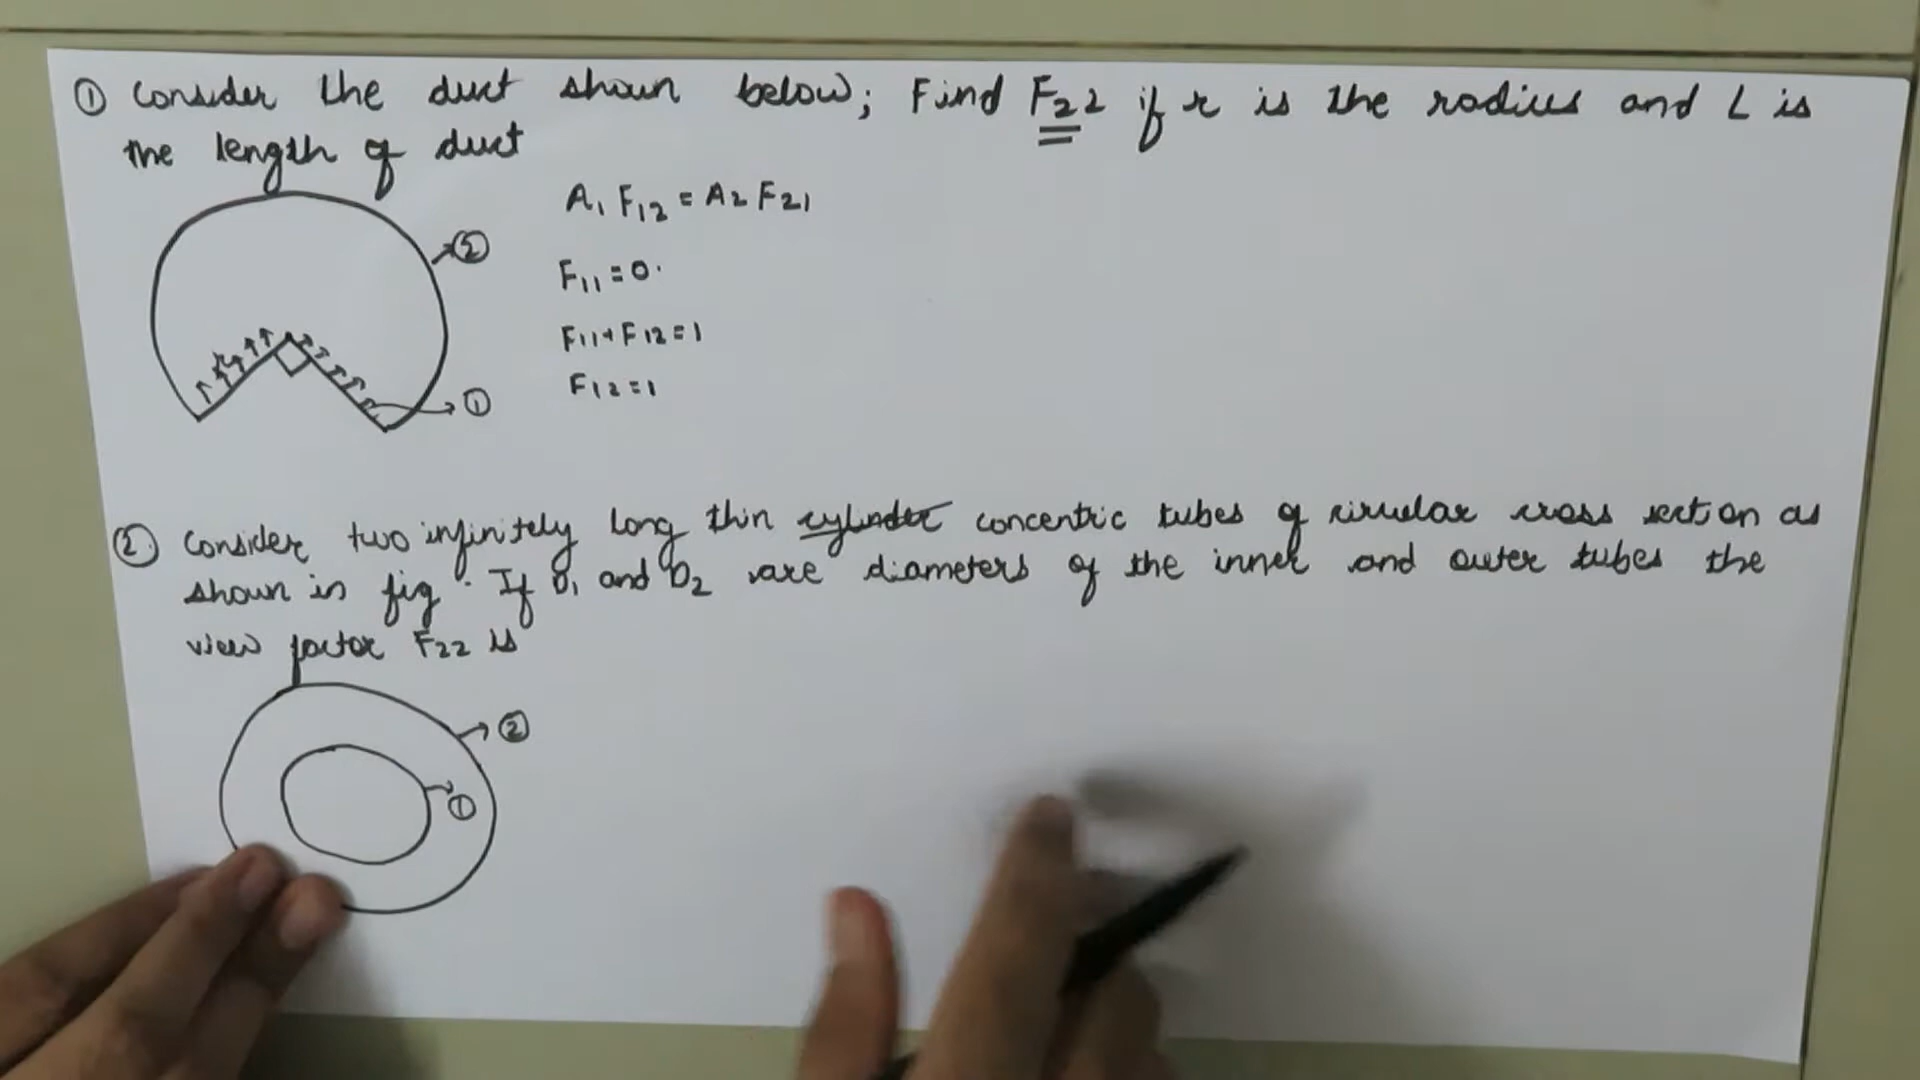 ① Consider the duct shown below; Find F22 if r is the radius and L is
the length of duct
A1 F12 = A2 F21
②
F11 = 0.
F11 + F12 = 1
F12 = 1
①
② Consider two infinitely long thin cylinder concentric tubes of circular cross section as
shown in fig. If D1 and D2 are diameters of the inner and outer tubes the
view factor F22 is
②
①